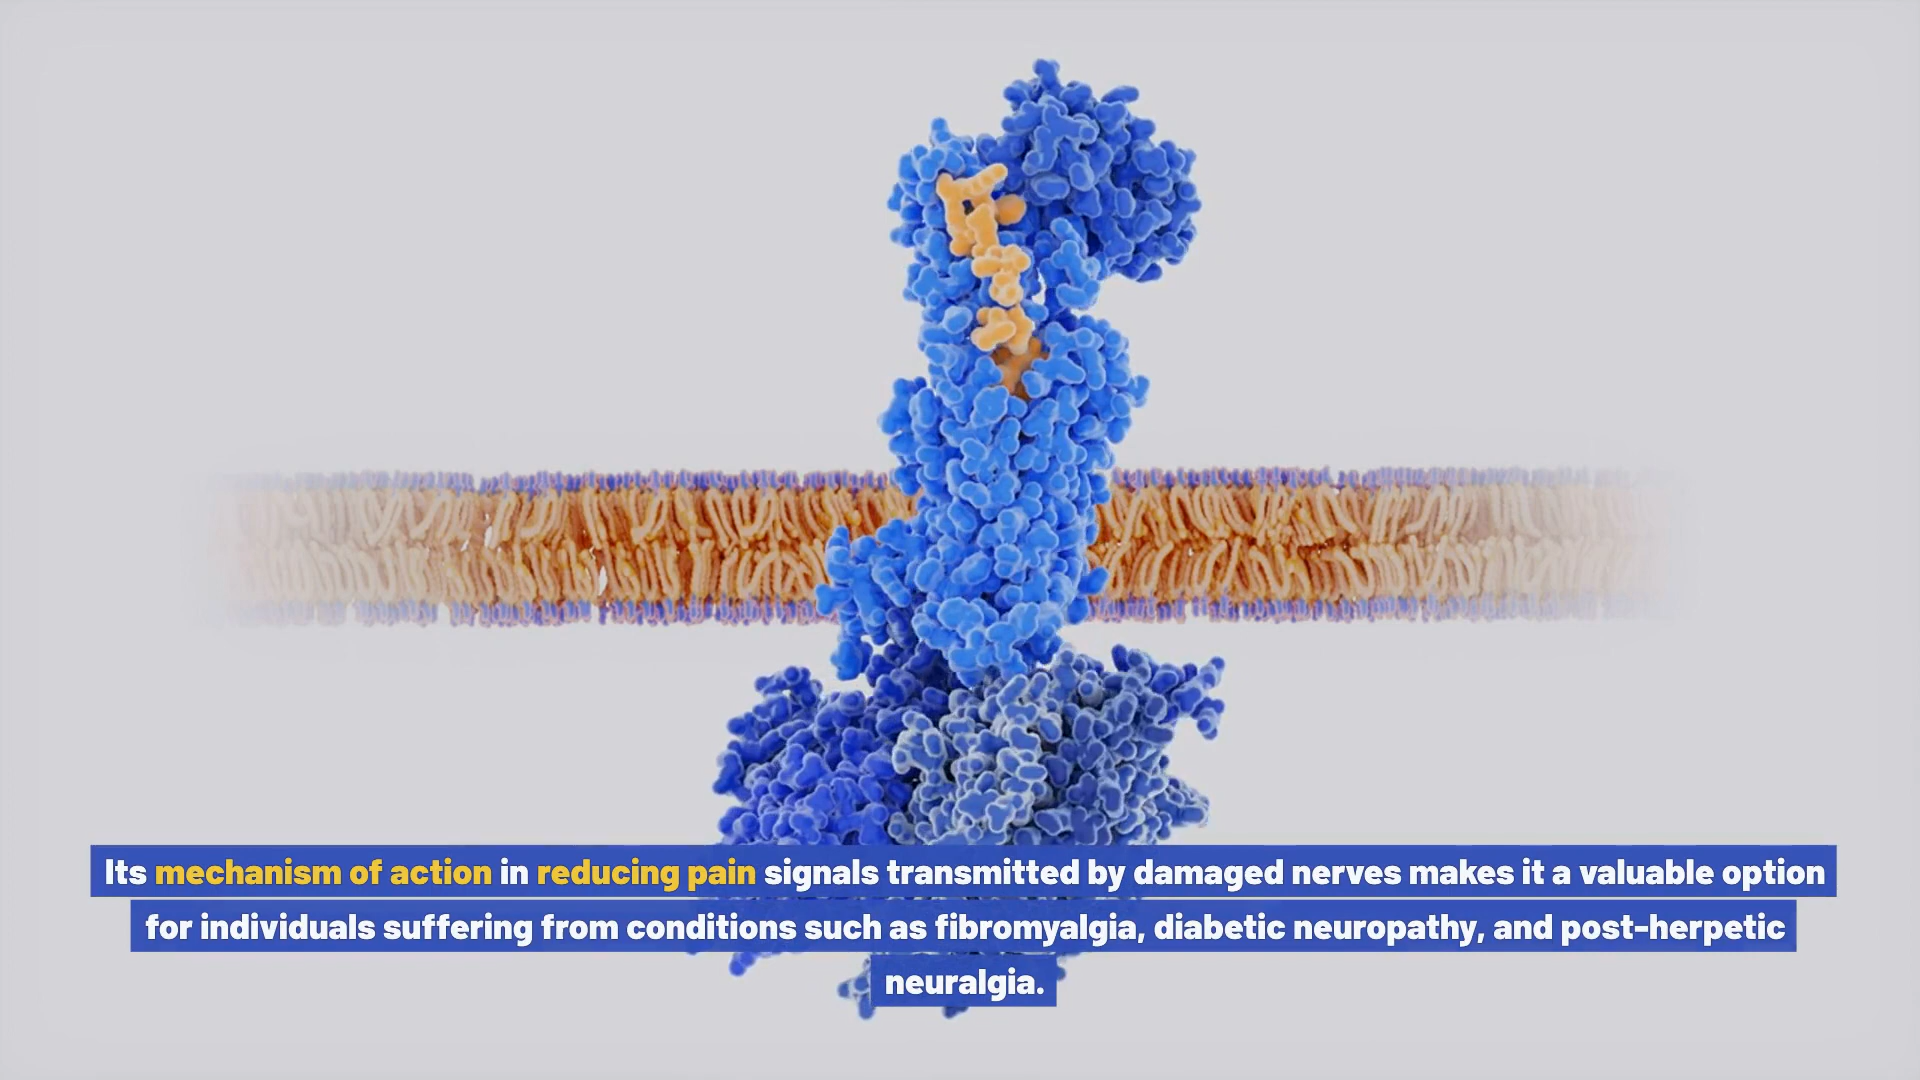 Its mechanism of action in reducing pain signals transmitted by damaged nerves makes it a valuable option
for individuals suffering from conditions such as fibromyalgia, diabetic neuropathy, and post-herpetic
neuralgia.